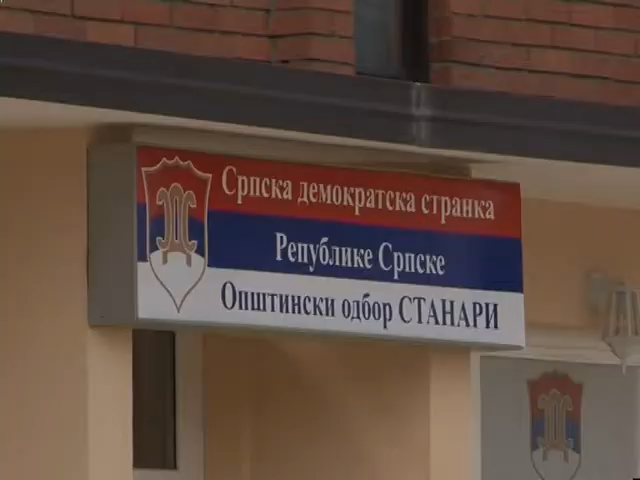 Српска демократска странка
Републике Српске
Општински одбор СТАНАРИ